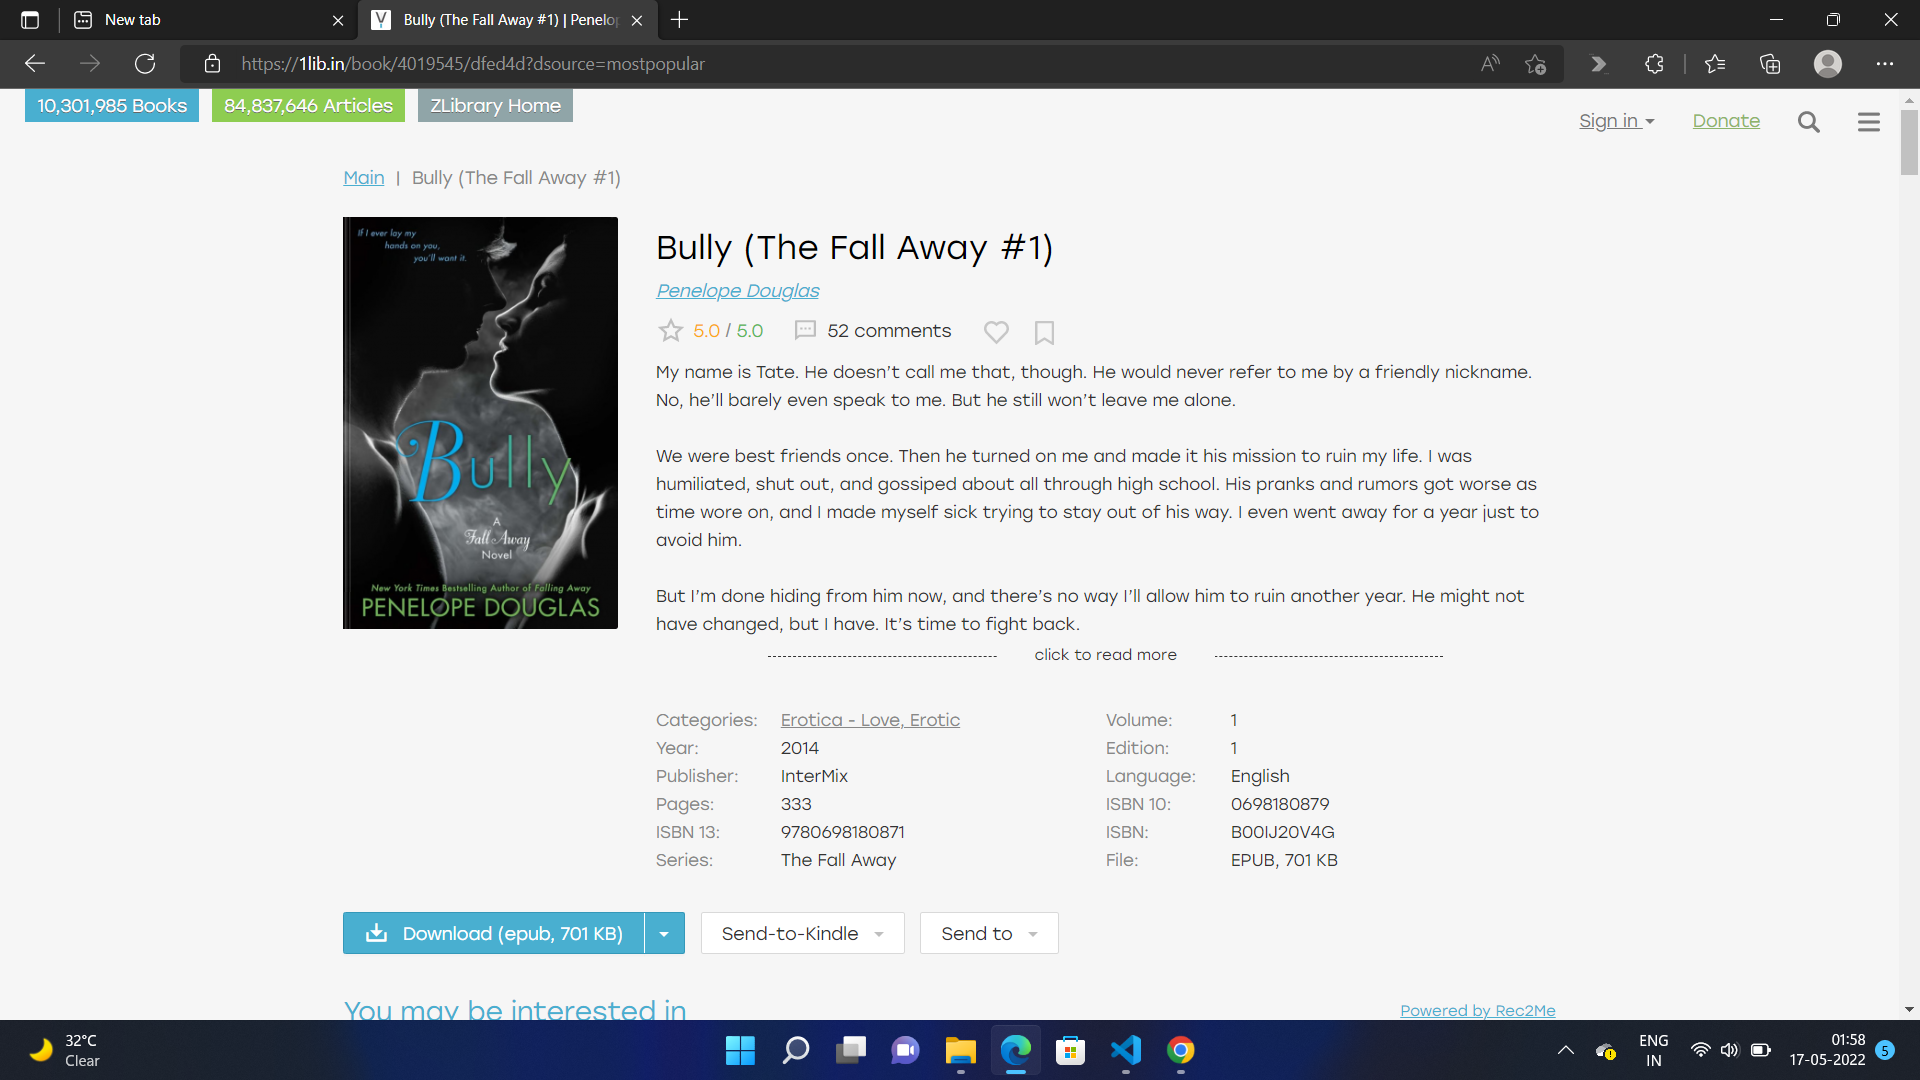 New tab
Bully (The Fall Away #1) | Penelo
https://1lib.in/book/4019545/dfed4d?dsource=mostpopular
10,301,985 Books
84,837,646 Articles
ZLibrary Home
Sign in
Donate
Main | Bully (The Fall Away #1)
If I ever lay my
hands on you,
you'll want it.
Bully
A
Fall Away
Novel
New York Times Bestselling Author of Falling Away
PENELOPE DOUGLAS
Bully (The Fall Away #1)
Penelope Douglas
5.0 / 5.0
52 comments
My name is Tate. He doesn’t call me that, though. He would never refer to me by a friendly nickname.
No, he’ll barely even speak to me. But he still won’t leave me alone.
We were best friends once. Then he turned on me and made it his mission to ruin my life. I was
humiliated, shut out, and gossiped about all through high school. His pranks and rumors got worse as
time wore on, and I made myself sick trying to stay out of his way. I even went away for a year just to
avoid him.
But I’m done hiding from him now, and there’s no way I’ll allow him to ruin another year. He might not
have changed, but I have. It’s time to fight back.
click to read more
Categories: Erotica - Love, Erotic
Volume: 1
Year: 2014
Edition: 1
Publisher: InterMix
Language: English
Pages: 333
ISBN 10: 0698180879
ISBN 13: 9780698180871
ISBN: B00IJ20V4G
Series: The Fall Away
File: EPUB, 701 KB
Download (epub, 701 KB)
Send-to-Kindle
Send to
You may be interested in
Powered by Rec2Me
32°C
Clear
ENG
IN
01:58
17-05-2022
5